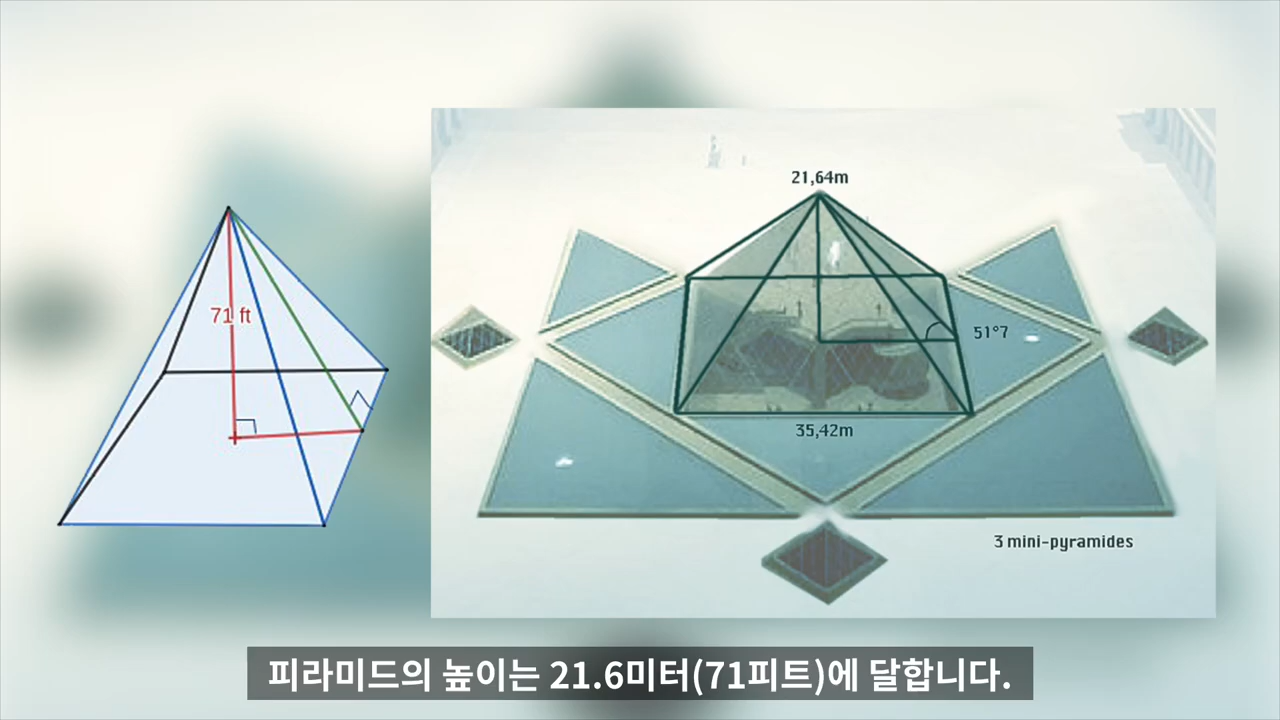 71 ft
21,64m
51°7
35,42m
3 mini-pyramides
피라미드의 높이는 21.6미터(71피트)에 달합니다.